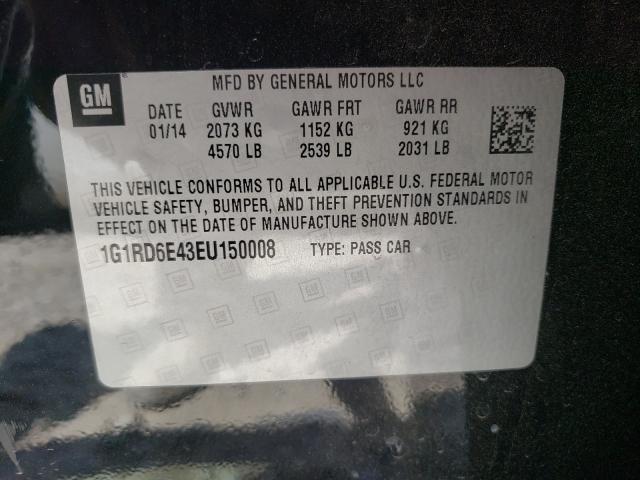 GM
MFD BY GENERAL MOTORS LLC
DATE GVWR GAWR FRT GAWR RR
01/14 2073 KG 1152 KG 921 KG
4570 LB 2539 LB 2031 LB
THIS VEHICLE CONFORMS TO ALL APPLICABLE U.S. FEDERAL MOTOR
VEHICLE SAFETY, BUMPER, AND THEFT PREVENTION STANDARDS IN
EFFECT ON THE DATE OF MANUFACTURE SHOWN ABOVE.
1G1RD6E43EU150008 TYPE: PASS CAR